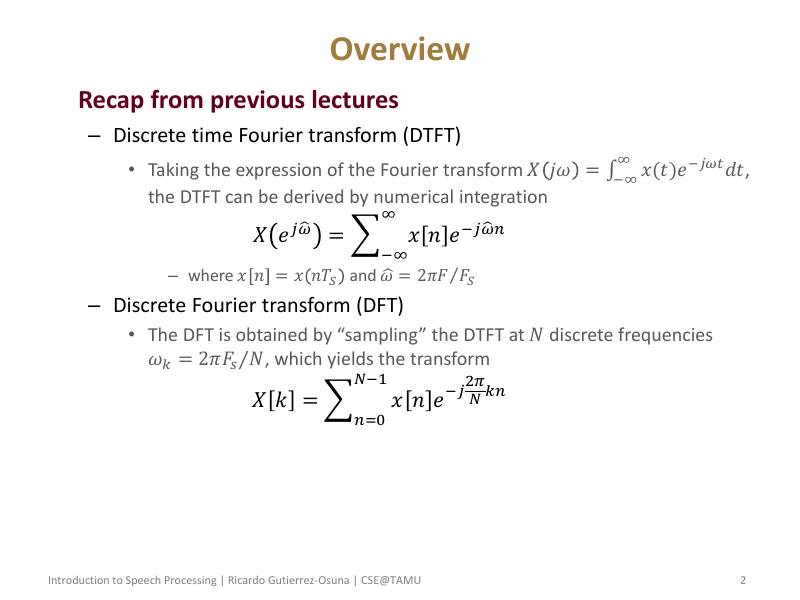 Overview
Recap from previous lectures
– Discrete time Fourier transform (DTFT)
• Taking the expression of the Fourier transform 𝑋(𝑗𝜔) = ∫_{−∞}^{∞} 𝑥(𝑡)𝑒^{−𝑗𝜔𝑡}𝑑𝑡,
the DTFT can be derived by numerical integration
𝑋(𝑒^{𝑗𝜔̂}) = ∑_{−∞}^{∞} 𝑥[𝑛]𝑒^{−𝑗𝜔̂𝑛}
– where 𝑥[𝑛] = 𝑥(𝑛𝑇_𝑆) and 𝜔̂ = 2𝜋𝐹/𝐹_𝑆
– Discrete Fourier transform (DFT)
• The DFT is obtained by “sampling” the DTFT at 𝑁 discrete frequencies
𝜔_𝑘 = 2𝜋𝐹_𝑠/𝑁, which yields the transform
𝑋[𝑘] = ∑_{𝑛=0}^{𝑁−1} 𝑥[𝑛]𝑒^{−𝑗\frac{2𝜋}{𝑁}𝑘𝑛}
Introduction to Speech Processing | Ricardo Gutierrez-Osuna | CSE@TAMU
2